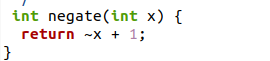 int negate(int x) {
  return ~x + 1;
}